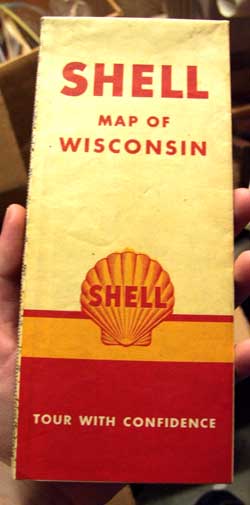 SHELL
MAP OF
WISCONSIN
SHELL
TOUR WITH CONFIDENCE